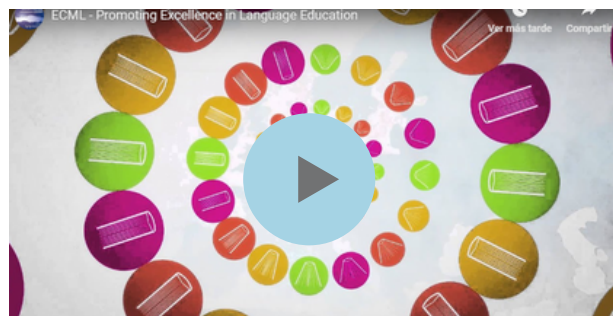 ECML - Promoting Excellence in Language Education
Ver más tarde
Compartir